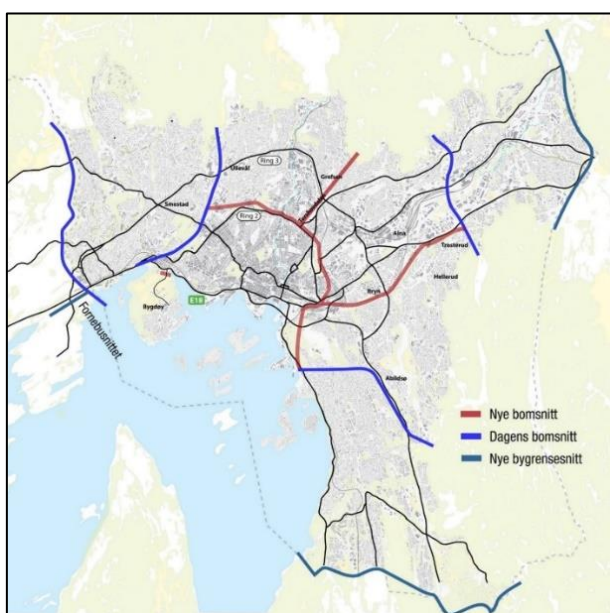 Ring 3
Ullevål
Grefsen
Smestad
Ring 2
Alna
Trosterud
Hellerud
Bryn
Bygdøy
E18
Fornebusnittet
Abildsø
Nye bomsnitt
Dagens bomsnitt
Nye bygrensesnitt